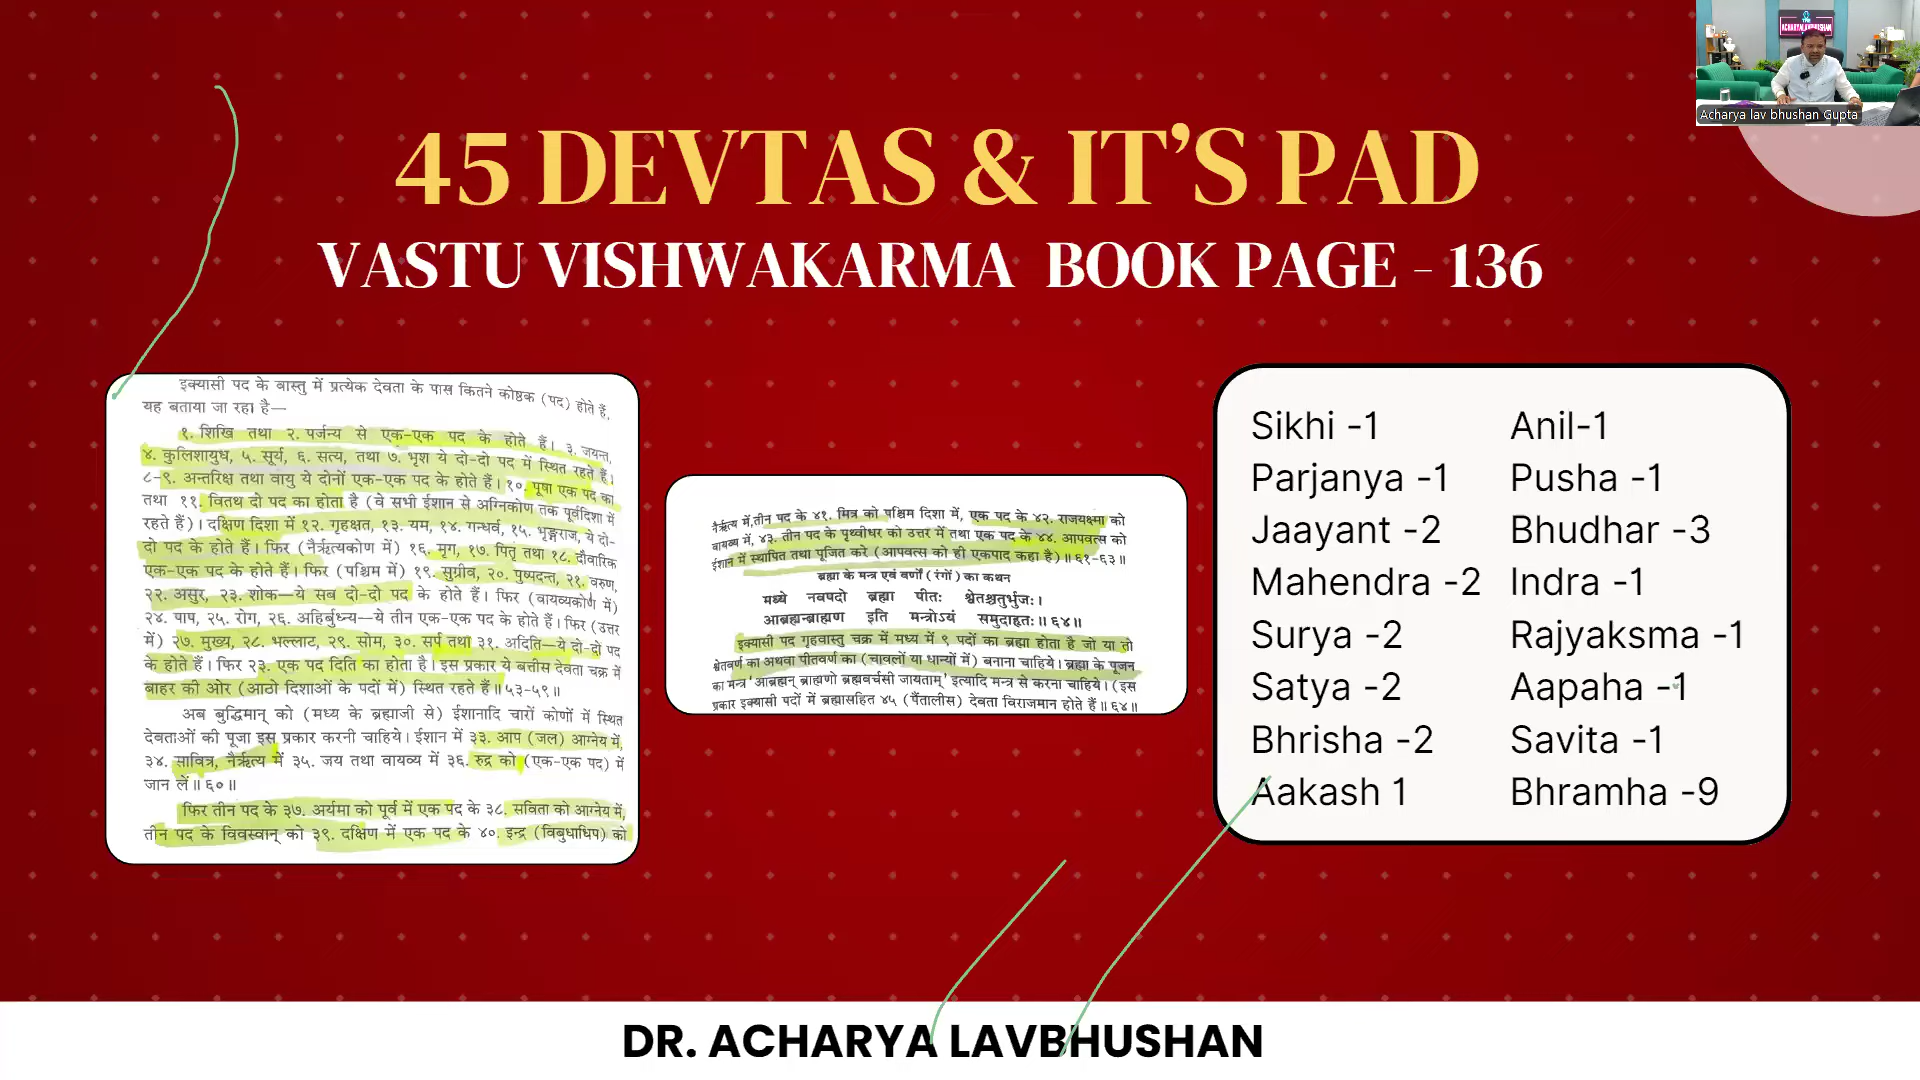 THE
ACHARYA LAVBHUSHAN
Acharya lav bhushan Gupta
45 DEVTAS & IT'S PAD
VASTU VISHWAKARMA BOOK PAGE - 136
इक्यासी पद के वास्तु में प्रत्येक देवता के पास कितने कोष्ठक (पद) होते हैं,
यह बताया जा रहा है—
१. शिखि तथा २. पर्जन्य से एक-एक पद के होते हैं। ३. जयन्त,
४. कुलिशायुध, ५. सूर्य, ६. सत्य, तथा ७. भृश ये दो-दो पद में स्थित रहते हैं।
८-९. अन्तरिक्ष तथा वायु ये दोनों एक-एक पद के होते हैं। १०. पूषा एक पद का
तथा ११. वितथ दो पद का होता है (वे सभी ईशान से अग्निकोण तक पूर्वदिशा में
रहते हैं)। दक्षिण दिशा में १२. गृहक्षत, १३. यम, १४. गन्धर्व, १५. भृङ्गराज, ये दो-
दो पद के होते हैं। फिर (नैर्ऋत्यकोण में) १६. मृग, १७. पितृ तथा १८. दौवारिक
एक-एक पद के होते हैं। फिर (पश्चिम में) १९. सुग्रीव, २०. पुष्पदन्त, २१. वरुण,
२२. असुर, २३. शोक—ये सब दो-दो पद के होते हैं। फिर (वायव्यकोण में)
२४. पाप, २५. रोग, २६. अहिर्बुध्न्य—ये तीन एक-एक पद के होते हैं। फिर (उत्तर
में) २७. मुख्य, २८. भल्लाट, २९. सोम, ३०. सर्प तथा ३१. अदिति—ये दो-दो पद
के होते हैं। फिर २३. एक पद दिति का होता है। इस प्रकार ये बत्तीस देवता चक्र में
बाहर की ओर (आठो दिशाओं के पदों में) स्थित रहते हैं॥५३-५९॥
अब बुद्धिमान् को (मध्य के ब्रह्माजी से) ईशानादि चारों कोणों में स्थित
देवताओं की पूजा इस प्रकार करनी चाहिये। ईशान में ३३. आप (जल) आग्नेय में,
३४. सावित्र, नैर्ऋत्य में ३५. जय तथा वायव्य में ३६. रुद्र को (एक-एक पद) में
जान लें॥६०॥
फिर तीन पद के ३७. अर्यमा को पूर्व में एक पद के ३८. सविता को आग्नेय में,
तीन पद के विवस्वान् को ३९. दक्षिण में एक पद के ४०. इन्द्र (विबुधाधिप) को
नैर्ऋत्य में,तीन पद के ४१. मित्र को पश्चिम दिशा में, एक पद के ४२. राजयक्ष्मा को
वायव्य में, ४३. तीन पद के पृथ्वीधर को उत्तर में तथा एक पद के ४४. आपवत्स को
ईशान में स्थापित तथा पूजित करे (आपवत्स को ही एकपाद कहा है)॥६१-६३॥
ब्रह्मा के मन्त्र एवं वर्णों (रंगों) का कथन
मध्ये नवपदो ब्रह्मा पीतः श्वेतश्चतुर्भुजः।
आब्रह्मन्ब्राह्मण इति मन्त्रोऽयं समुदाहृतः॥६४॥
इक्यासी पद गृहवास्तु चक्र में मध्य में ९ पदों का ब्रह्मा होता है जो या तो
श्वेतवर्ण का अथवा पीतवर्ण का (चावलों या धान्यों में) बनाना चाहिये। ब्रह्मा के पूजन
का मन्त्र 'आब्रह्मन् ब्राह्मणो ब्रह्मवर्चसी जायताम्' इत्यादि मन्त्र से करना चाहिये। (इस
प्रकार इक्यासी पदों में ब्रह्मासहित ४५ (पैंतालीस) देवता विराजमान होते हैं॥६४॥
Sikhi -1
Parjanya -1
Jaayant -2
Mahendra -2
Surya -2
Satya -2
Bhrisha -2
Aakash 1
Anil-1
Pusha -1
Bhudhar -3
Indra -1
Rajyaksma -1
Aapaha -1
Savita -1
Bhramha -9
DR. ACHARYA LAVBHUSHAN